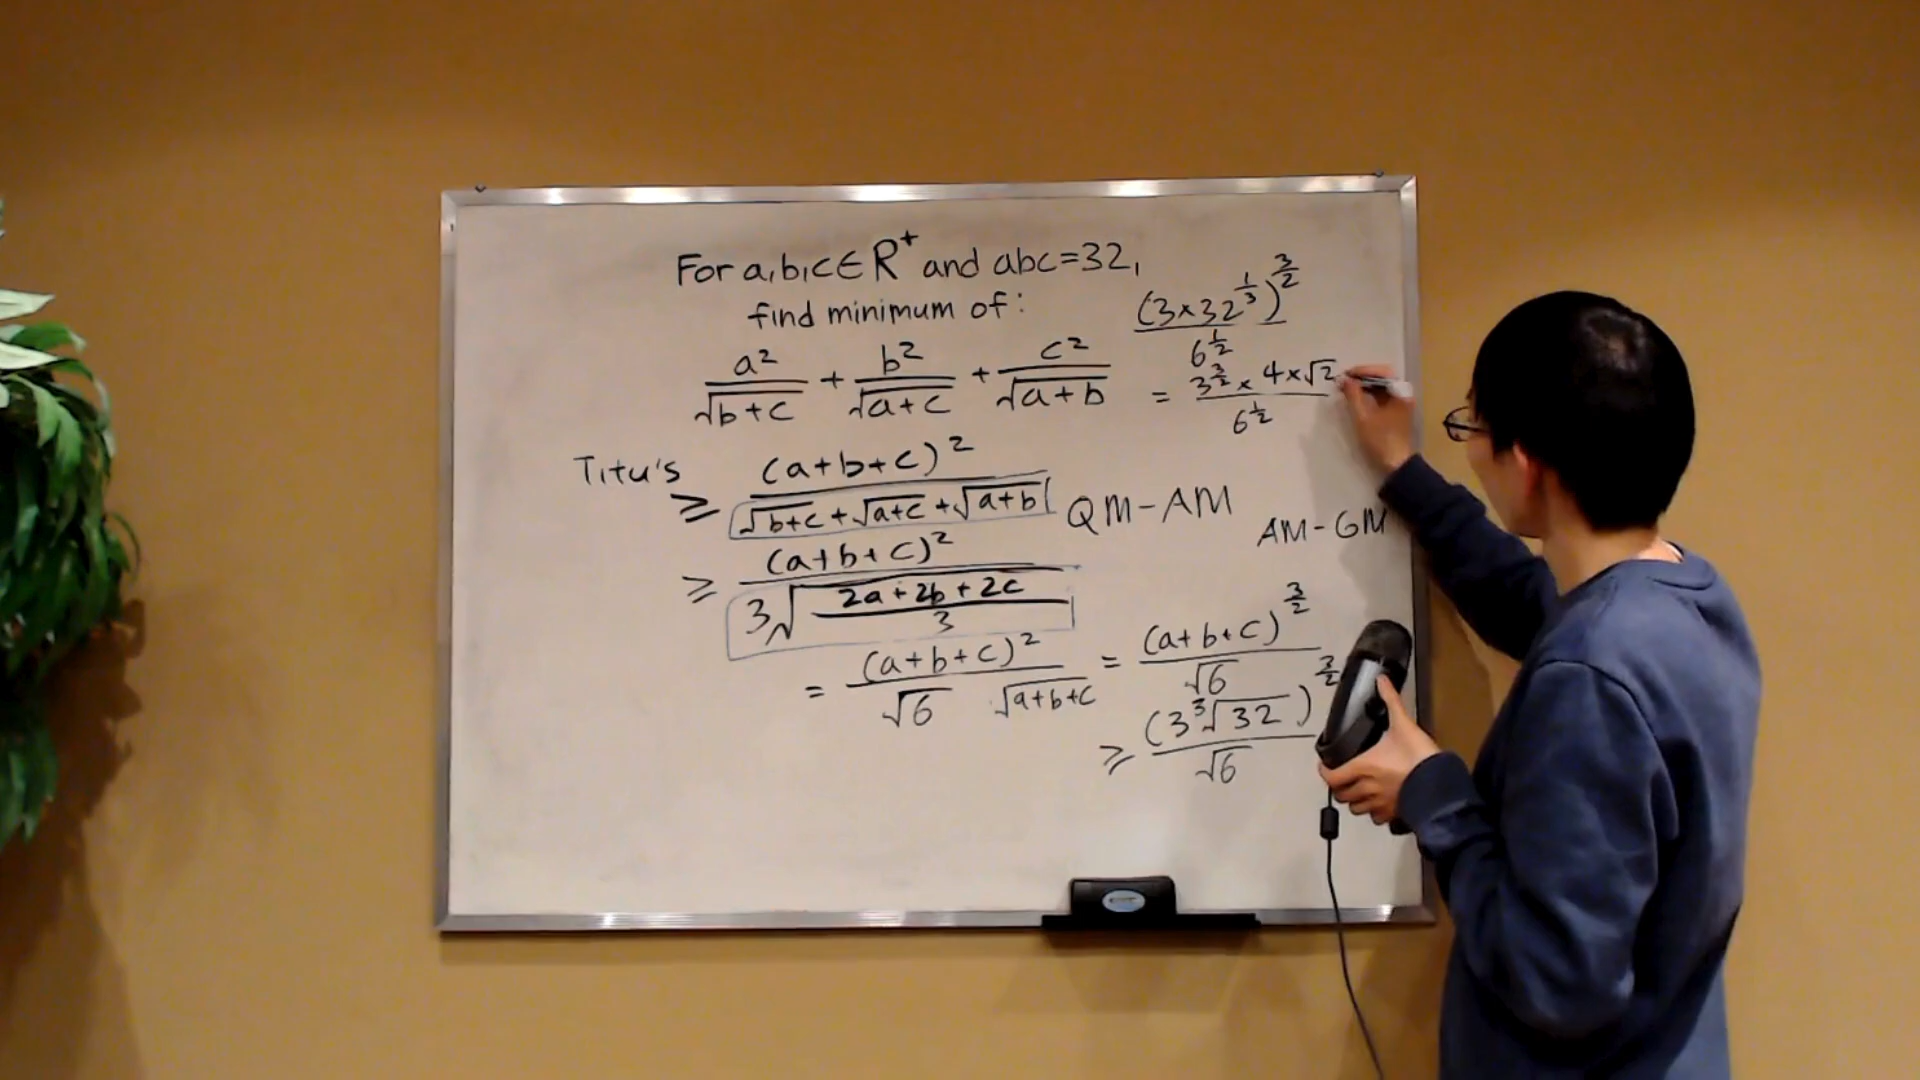 For a,b,c∈R⁺ and abc=32,
find minimum of:
a²/√(b+c) + b²/√(a+c) + c²/√(a+b)
Titu's
≥ (a+b+c)²/(√(b+c) + √(a+c) + √(a+b))
QM-AM
≥ (a+b+c)²/(3√((2a+2b+2c)/3))
= (a+b+c)²/(√6 √(a+b+c))
= (a+b+c)^(3/2)/√6
AM-GM
≥ (3∛32)^(3/2)/√6
(3×32^(1/3))^(3/2)/6^(1/2)
= 3^(3/2) × 4×√2/6^(1/2)